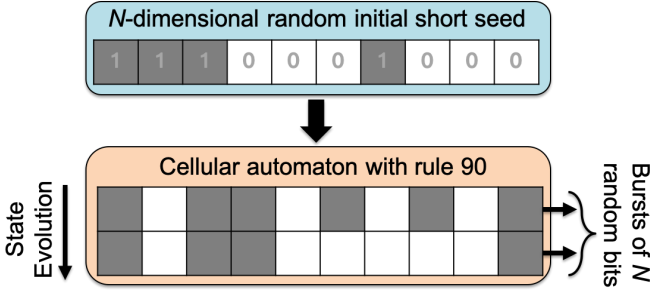 N-dimensional random initial short seed
1 1 1 0 0 0 1 0 0 0
Cellular automaton with rule 90
State
Evolution
Bursts of N
random bits